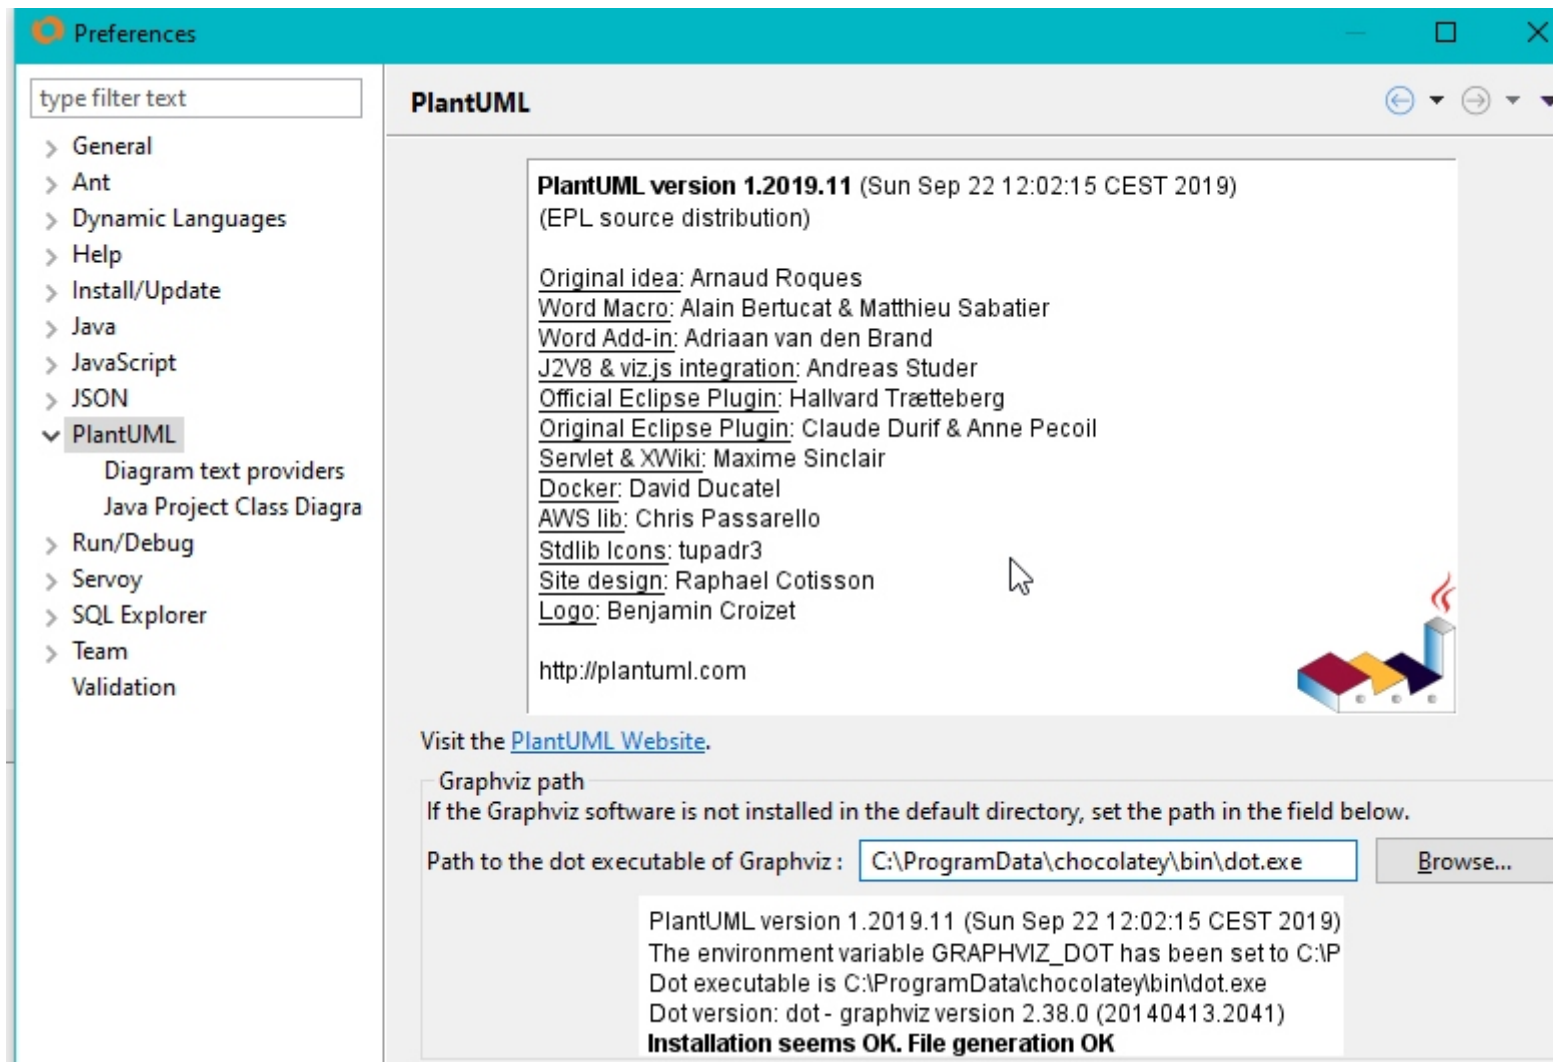 Preferences
type filter text
General
Ant
Dynamic Languages
Help
Install/Update
Java
JavaScript
JSON
PlantUML
Diagram text providers
Java Project Class Diagra
Run/Debug
Servoy
SQL Explorer
Team
Validation
PlantUML
PlantUML version 1.2019.11 (Sun Sep 22 12:02:15 CEST 2019)
(EPL source distribution)
Original idea: Arnaud Roques
Word Macro: Alain Bertucat & Matthieu Sabatier
Word Add-in: Adriaan van den Brand
J2V8 & viz.js integration: Andreas Studer
Official Eclipse Plugin: Hallvard Trætteberg
Original Eclipse Plugin: Claude Durif & Anne Pecoil
Servlet & XWiki: Maxime Sinclair
Docker: David Ducatel
AWS lib: Chris Passarello
Stdlib Icons: tupadr3
Site design: Raphael Cotisson
Logo: Benjamin Croizet
http://plantuml.com
Visit the PlantUML Website.
Graphviz path
If the Graphviz software is not installed in the default directory, set the path in the field below.
Path to the dot executable of Graphviz : C:\ProgramData\chocolatey\bin\dot.exe Browse...
PlantUML version 1.2019.11 (Sun Sep 22 12:02:15 CEST 2019)
The environment variable GRAPHVIZ_DOT has been set to C:\P
Dot executable is C:\ProgramData\chocolatey\bin\dot.exe
Dot version: dot - graphviz version 2.38.0 (20140413.2041)
Installation seems OK. File generation OK